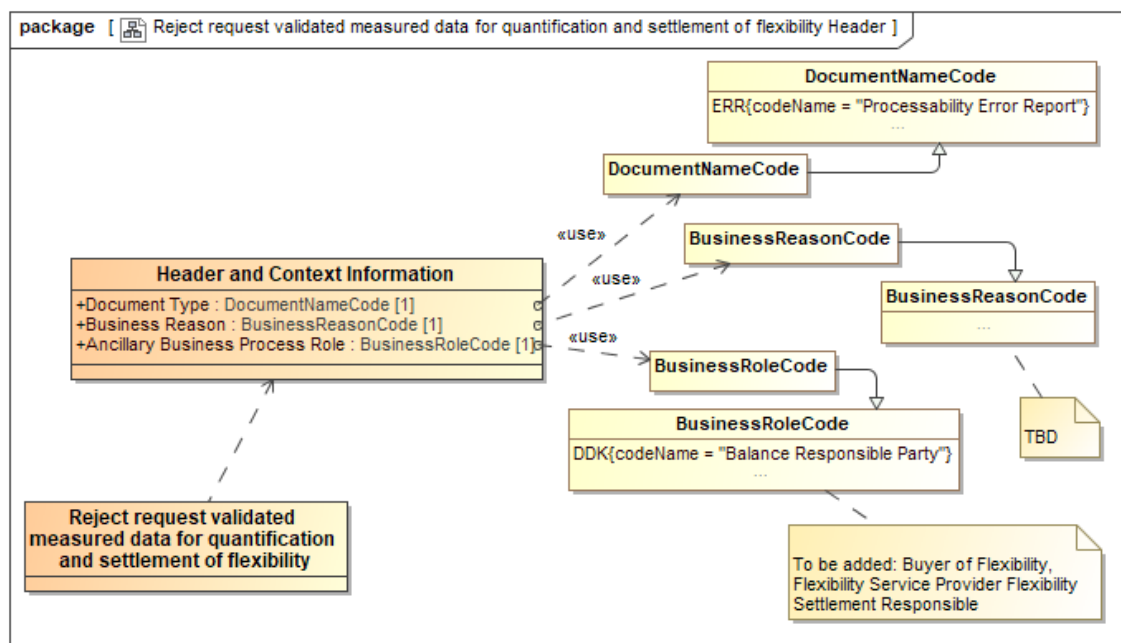 package [ Reject request validated measured data for quantification and settlement of flexibility Header ]
DocumentNameCode
ERR{codeName = "Processability Error Report"}
...
DocumentNameCode
«use»
BusinessReasonCode
«use»
BusinessReasonCode
...
Header and Context Information
+Document Type : DocumentNameCode [1]
+Business Reason : BusinessReasonCode [1]
+Ancillary Business Process Role : BusinessRoleCode [1]
«use»
BusinessRoleCode
BusinessRoleCode
DDK{codeName = "Balance Responsible Party"}
...
TBD
Reject request validated
measured data for quantification
and settlement of flexibility
To be added: Buyer of Flexibility,
Flexibility Service Provider Flexibility
Settlement Responsible